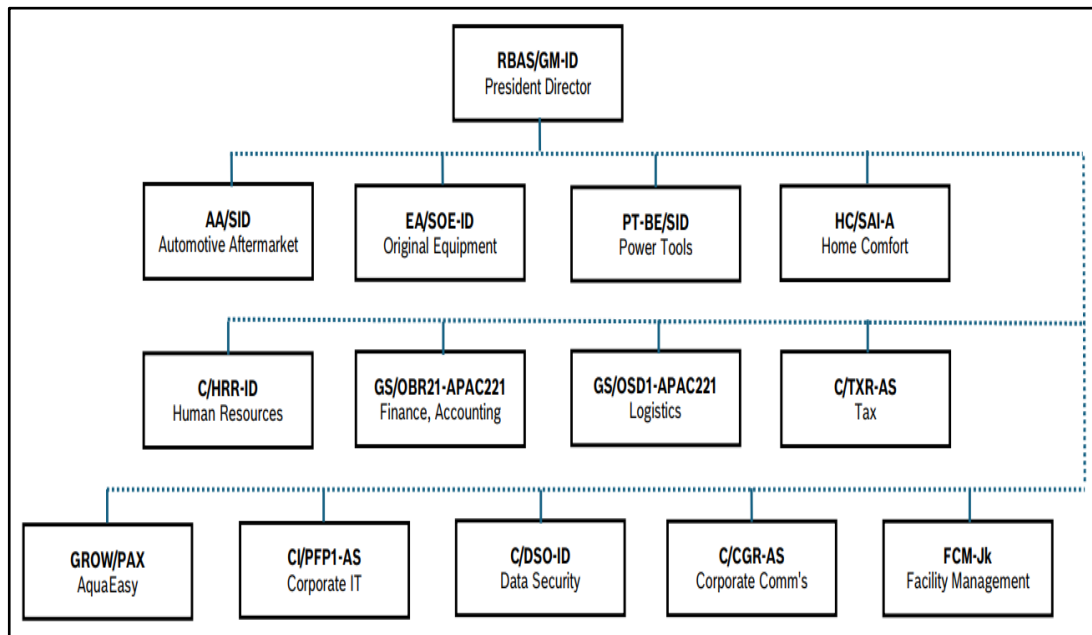 RBAS/GM-ID
President Director
AA/SID
Automotive Aftermarket
EA/SOE-ID
Original Equipment
PT-BE/SID
Power Tools
HC/SAI-A
Home Comfort
C/HRR-ID
Human Resources
GS/OBR21-APAC221
Finance, Accounting
GS/OSD1-APAC221
Logistics
C/TXR-AS
Tax
GROW/PAX
AquaEasy
CI/PFP1-AS
Corporate IT
C/DSO-ID
Data Security
C/CGR-AS
Corporate Comm's
FCM-Jk
Facility Management